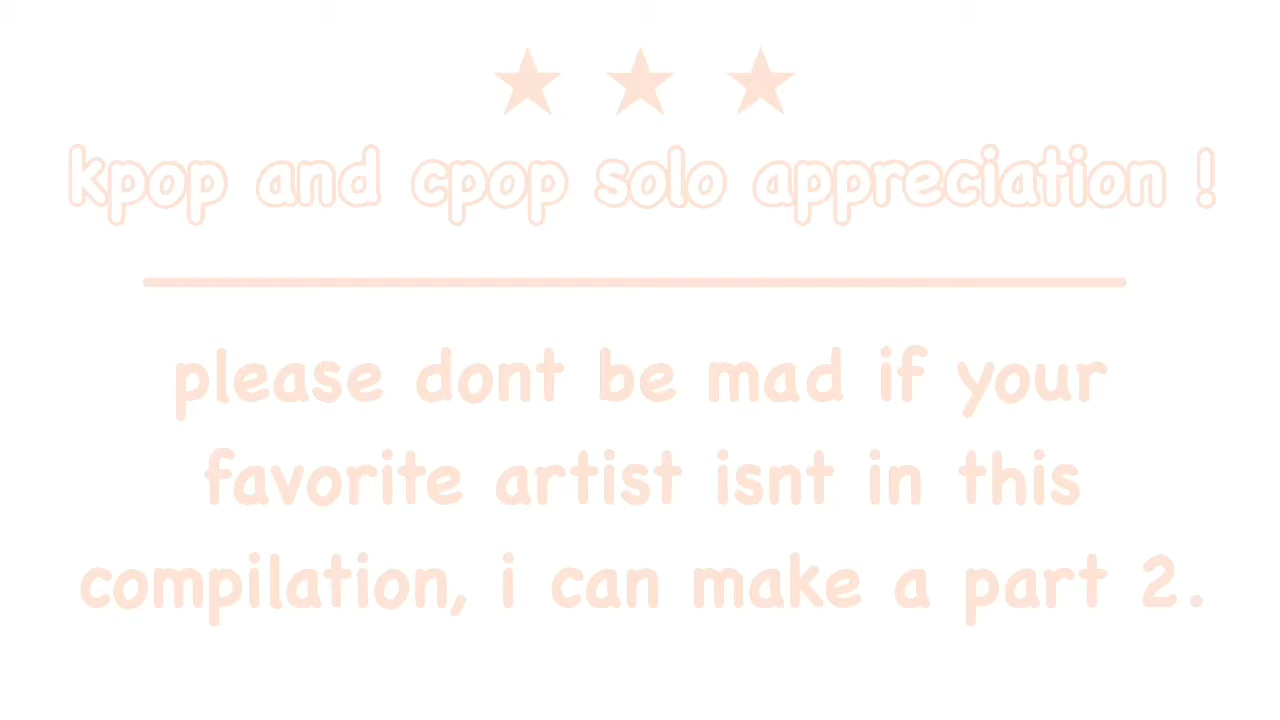 kpop and cpop solo appreciation !
please dont be mad if your
favorite artist isnt in this
compilation, i can make a part 2.